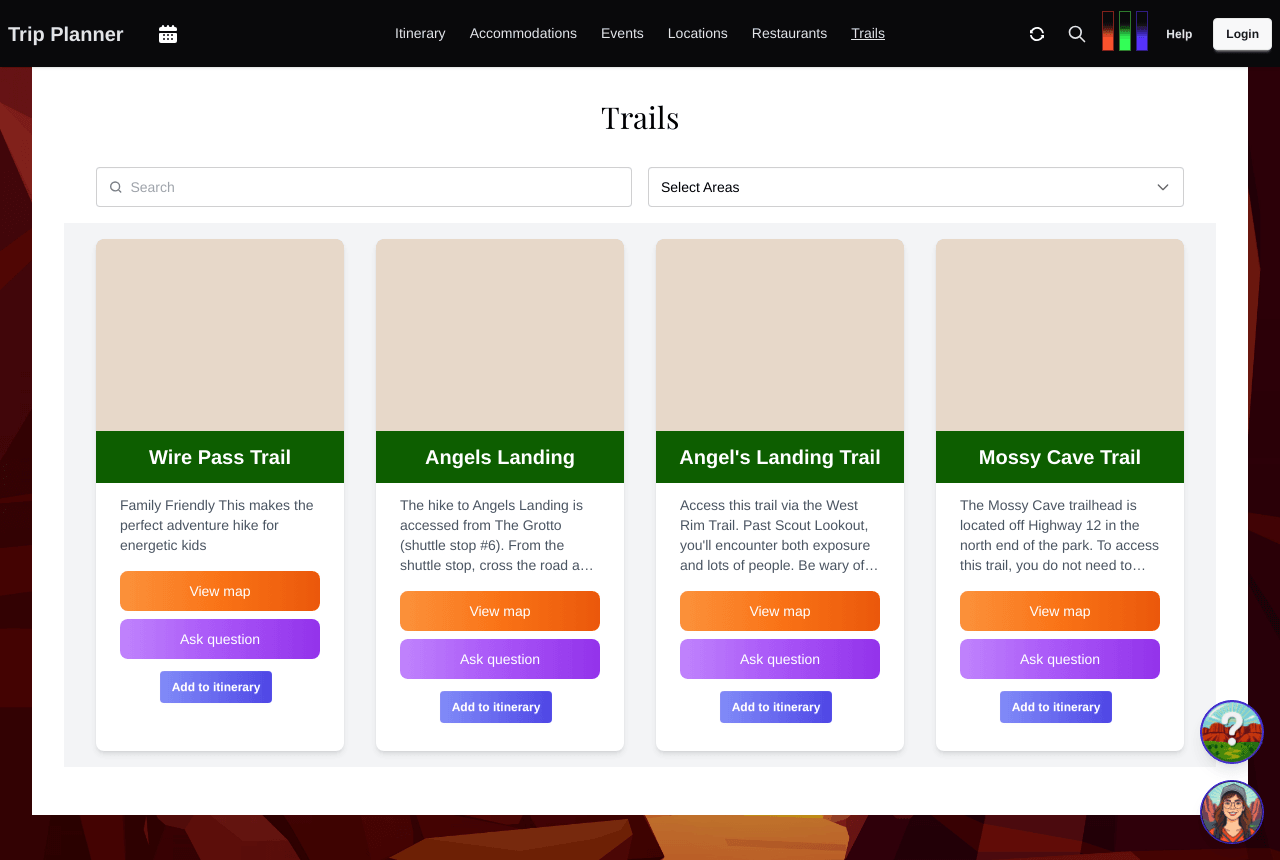 Trip Planner
Itinerary Accommodations Events Locations Restaurants Trails
Help
Login
Trails
Search
Select Areas
Wire Pass Trail
Family Friendly This makes the
perfect adventure hike for
energetic kids
View map
Ask question
Add to itinerary
Angels Landing
The hike to Angels Landing is
accessed from The Grotto
(shuttle stop #6). From the
shuttle stop, cross the road a…
View map
Ask question
Add to itinerary
Angel's Landing Trail
Access this trail via the West
Rim Trail. Past Scout Lookout,
you'll encounter both exposure
and lots of people. Be wary of…
View map
Ask question
Add to itinerary
Mossy Cave Trail
The Mossy Cave trailhead is
located off Highway 12 in the
north end of the park. To access
this trail, you do not need to…
View map
Ask question
Add to itinerary
?